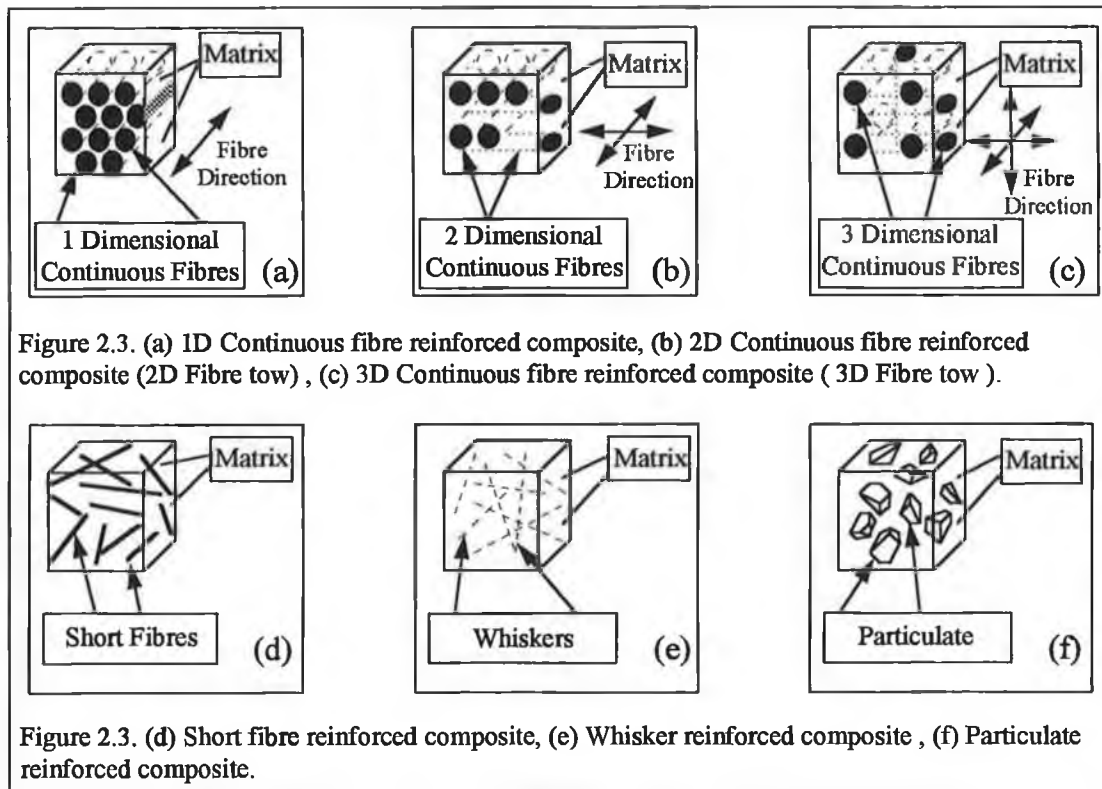 Matrix
Fibre
Direction
1 Dimensional
Continuous Fibres
(a)
Matrix
Fibre
Direction
2 Dimensional
Continuous Fibres
(b)
Matrix
Fibre
Direction
3 Dimensional
Continuous Fibres
(c)
Figure 2.3. (a) 1D Continuous fibre reinforced composite, (b) 2D Continuous fibre reinforced
composite (2D Fibre tow) , (c) 3D Continuous fibre reinforced composite ( 3D Fibre tow ).
Matrix
Short Fibres
(d)
Matrix
Whiskers
(e)
Matrix
Particulate
(f)
Figure 2.3. (d) Short fibre reinforced composite, (e) Whisker reinforced composite , (f) Particulate
reinforced composite.